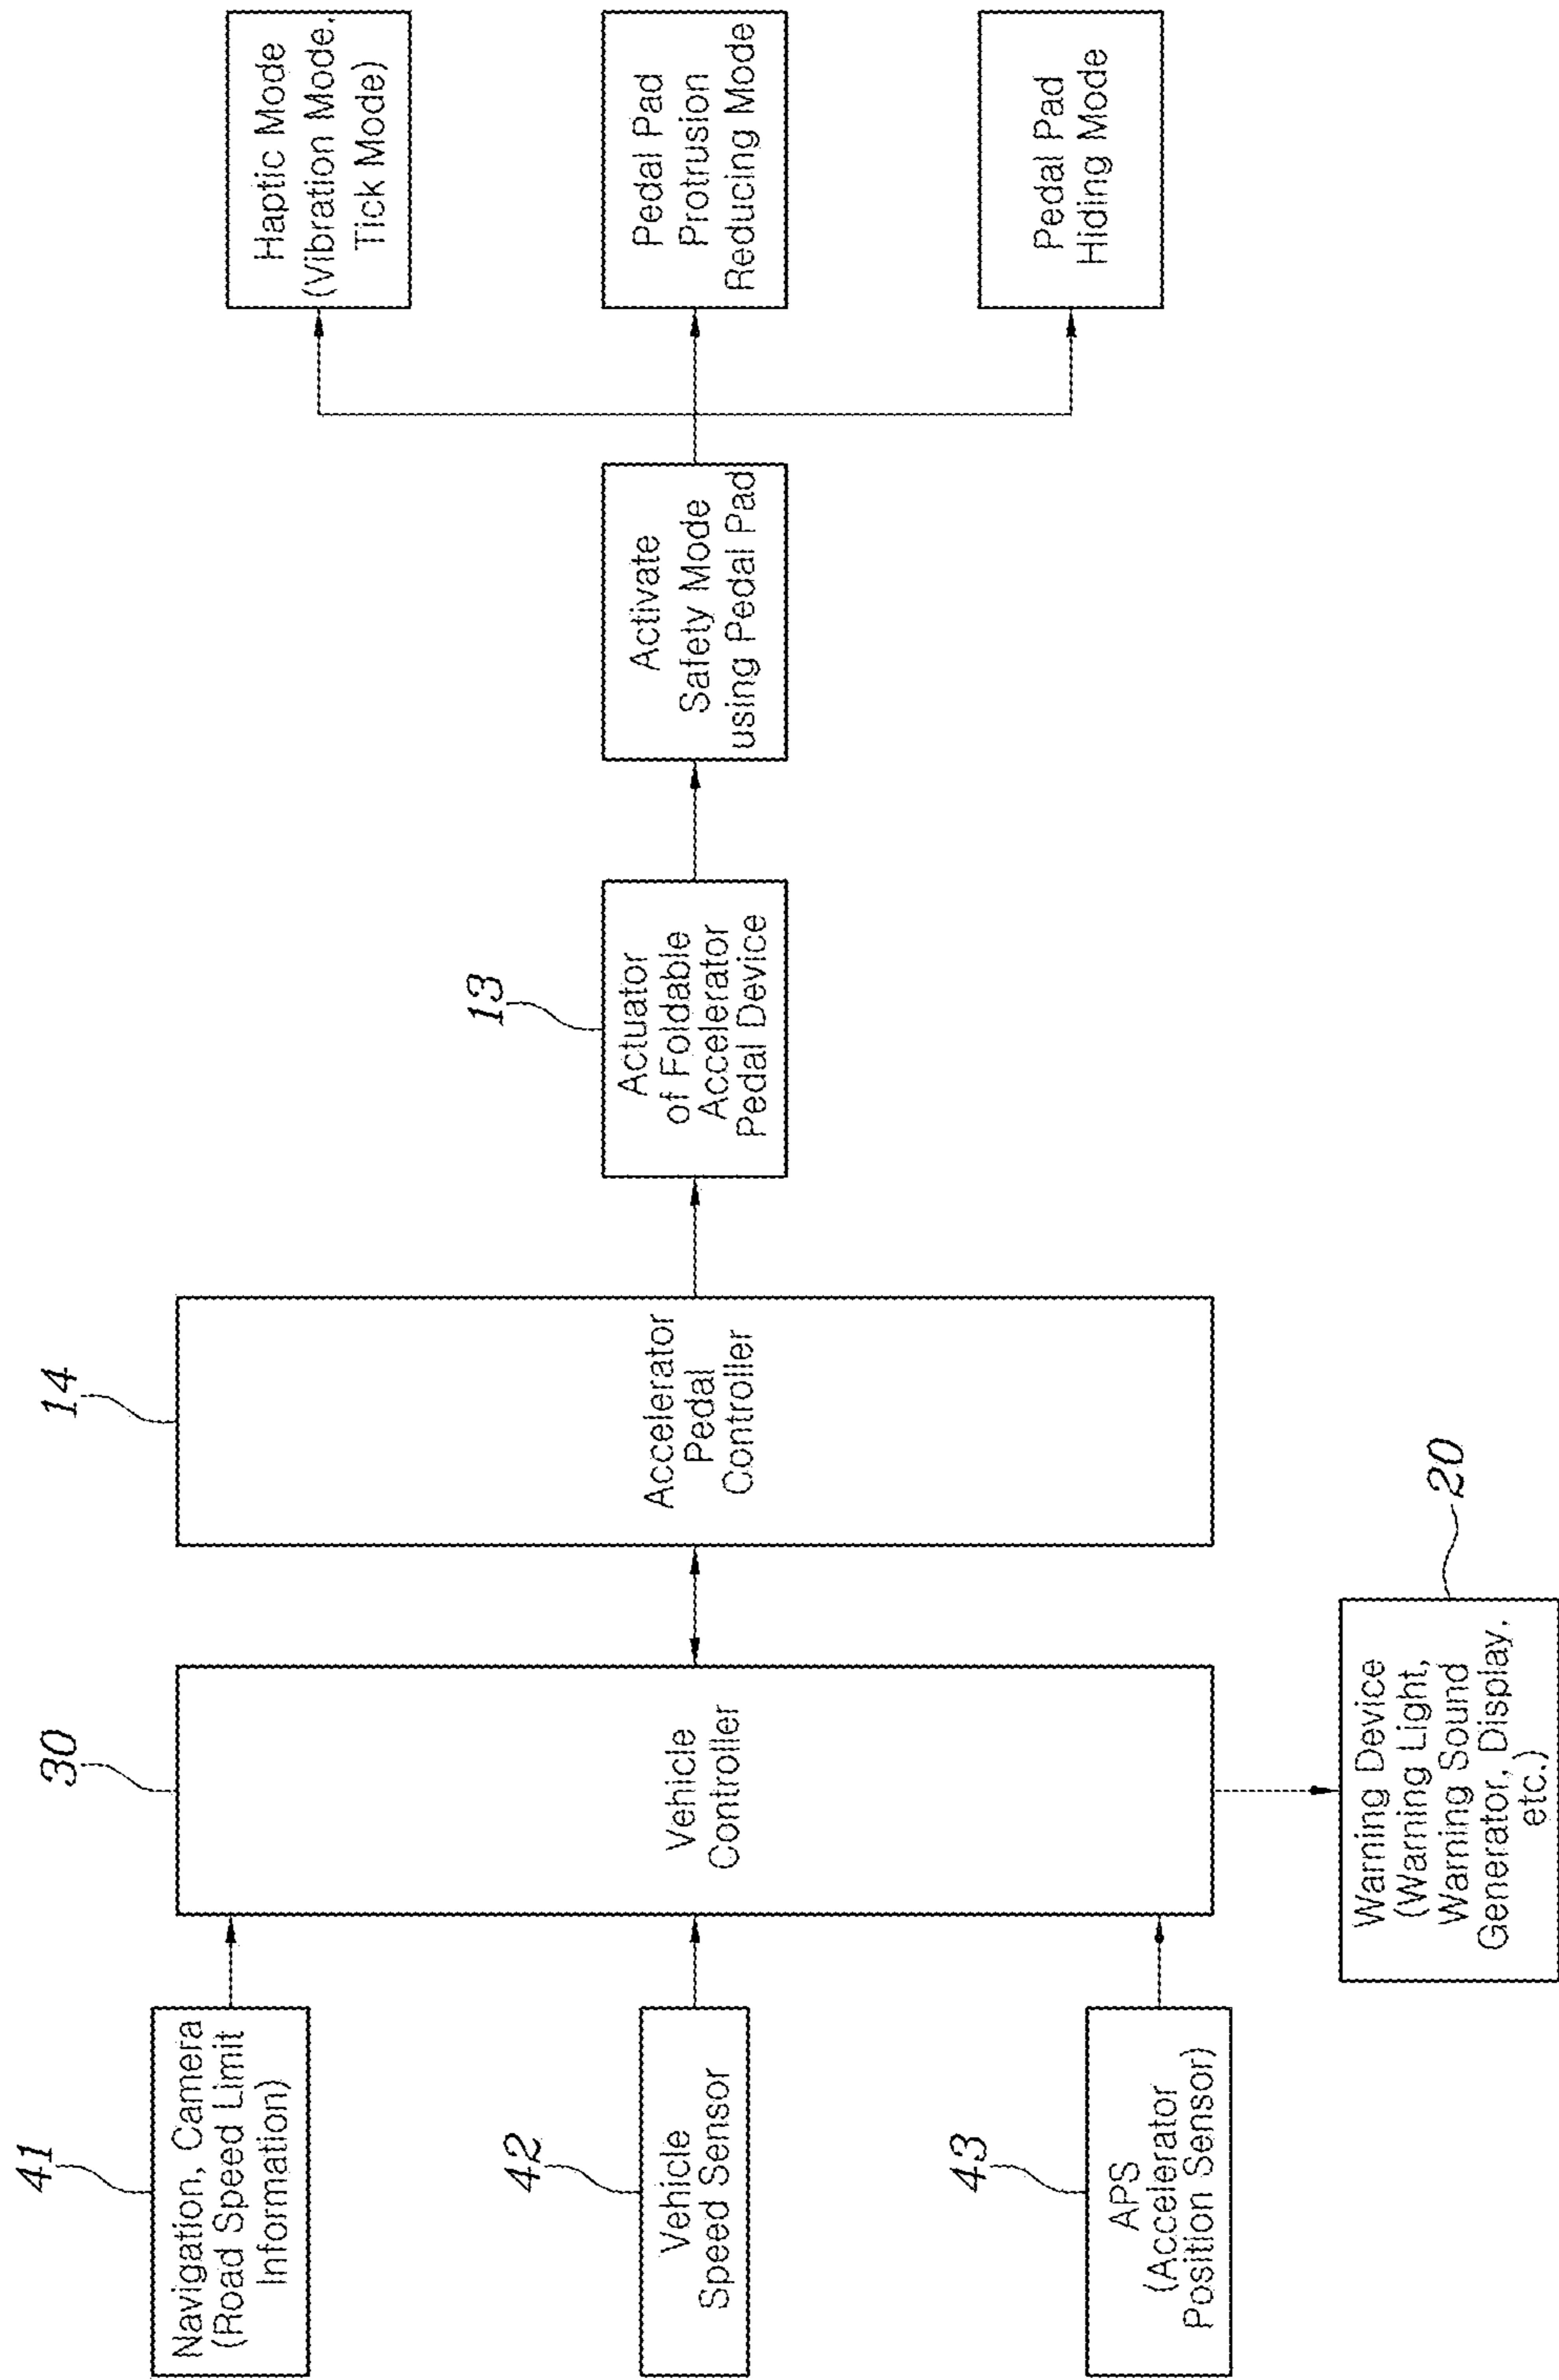 41
Navigation, Camera
(Road Speed Limit
Information)
42
Vehicle
Speed Sensor
43
APS
(Accelerator
Position Sensor)
30
Vehicle
Controller
20
Warning Device
(Warning Light,
Warning Sound
Generator, Display,
etc.)
14
Accelerator
Pedal
Controller
13
Actuator
of Foldable
Accelerator
Pedal Device
Activate
Safety Mode
using Pedal Pad
Haptic Mode
(Vibration Mode,
Tick Mode)
Pedal Pad
Protrusion
Reducing Mode
Pedal Pad
Hiding Mode